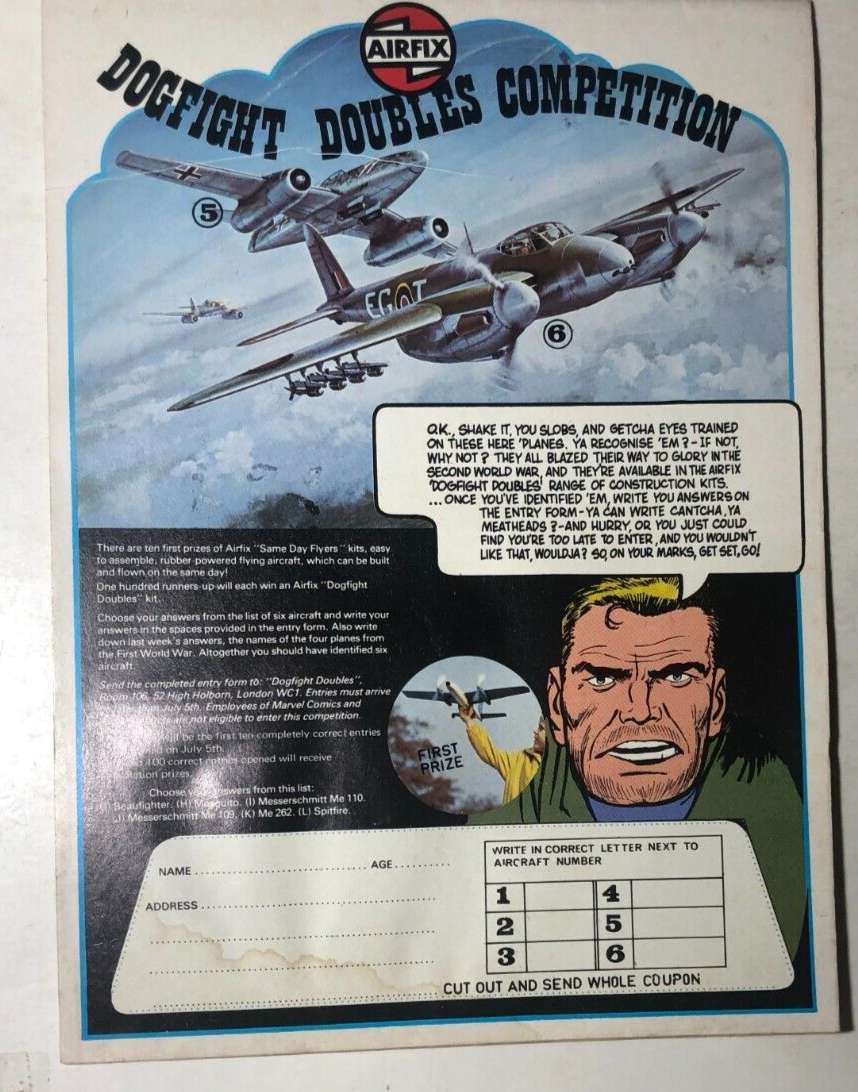 AIRFIX
DOGFIGHT DOUBLES COMPETITION
5
EG T
6
O.K., SHAKE IT, YOU SLOBS, AND GETCHA EYES TRAINED
ON THESE HERE 'PLANES. YA RECOGNISE 'EM? - IF NOT,
WHY NOT? THEY ALL BLAZED THEIR WAY TO GLORY IN THE
SECOND WORLD WAR, AND THEY'RE AVAILABLE IN THE AIRFIX
'DOGFIGHT DOUBLES' RANGE OF CONSTRUCTION KITS.
...ONCE YOU'VE IDENTIFIED 'EM, WRITE YOU ANSWERS ON
THE ENTRY FORM - YA CAN WRITE CANTCHA, YA
MEATHEADS? - AND HURRY, OR YOU JUST COULD
FIND YOU'RE TOO LATE TO ENTER, AND YOU WOULDN'T
LIKE THAT, WOULDJA? SO, ON YOUR MARKS, GET SET, GO!
There are ten first prizes of Airfix "Same Day Flyers" kits, easy
to assemble, rubber-powered flying aircraft, which can be built
and flown on the same day!
One hundred runners-up will each win an Airfix "Dogfight
Doubles" kit.
Choose your answers from the list of six aircraft and write your
answers in the spaces provided in the entry form. Also write
down last week's answers, the names of the four planes from
the First World War. Altogether you should have identified six
aircraft.
Send the completed entry form to: "Dogfight Doubles",
Room 106, 52 High Holborn, London WC1. Entries must arrive
July 5th. Employees of Marvel Comics and
are not eligible to enter this competition.
be the first ten completely correct entries
on July 5th.
100 correct entries opened will receive
prizes.
Choose your answers from this list:
Beaufighter. (H) Mosquito. (I) Messerschmitt Me 110.
(J) Messerschmitt Me 109. (K) Me 262. (L) Spitfire.
FIRST
PRIZE
NAME .......... AGE ..........
ADDRESS ..........
WRITE IN CORRECT LETTER NEXT TO
AIRCRAFT NUMBER
1 4
2 5
3 6
CUT OUT AND SEND WHOLE COUPON